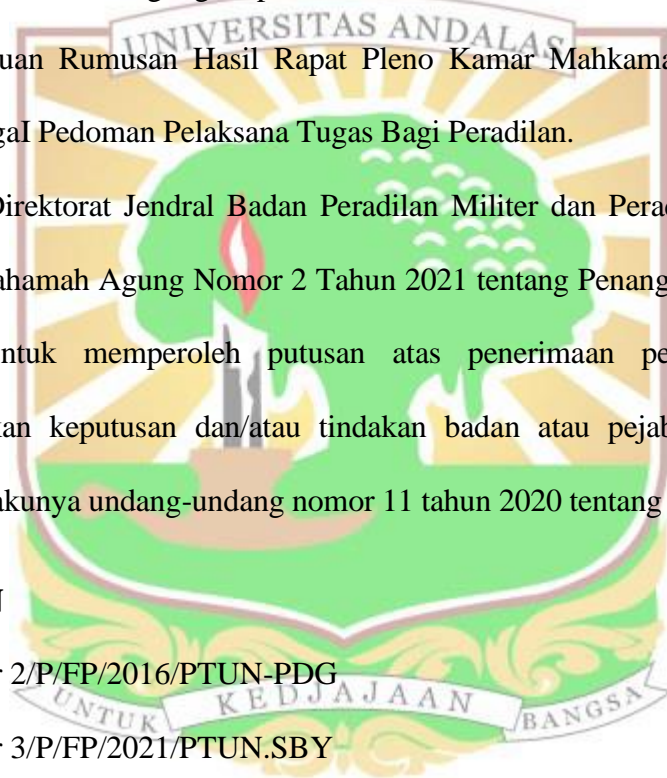 UNIVERSITAS ANDALAS
uan Rumusan Hasil Rapat Pleno Kamar Mahkama
gaI Pedoman Pelaksana Tugas Bagi Peradilan.
Direktorat Jendral Badan Peradilan Militer dan Perad
ahamah Agung Nomor 2 Tahun 2021 tentang Penang
ntuk memperoleh putusan atas penerimaan pe
kan keputusan dan/atau tindakan badan atau pejab
akunya undang-undang nomor 11 tahun 2020 tentang
r 2/P/FP/2016/PTUN-PDG
UNTUK KEDJAJAAN BANGSA
r 3/P/FP/2021/PTUN.SBY